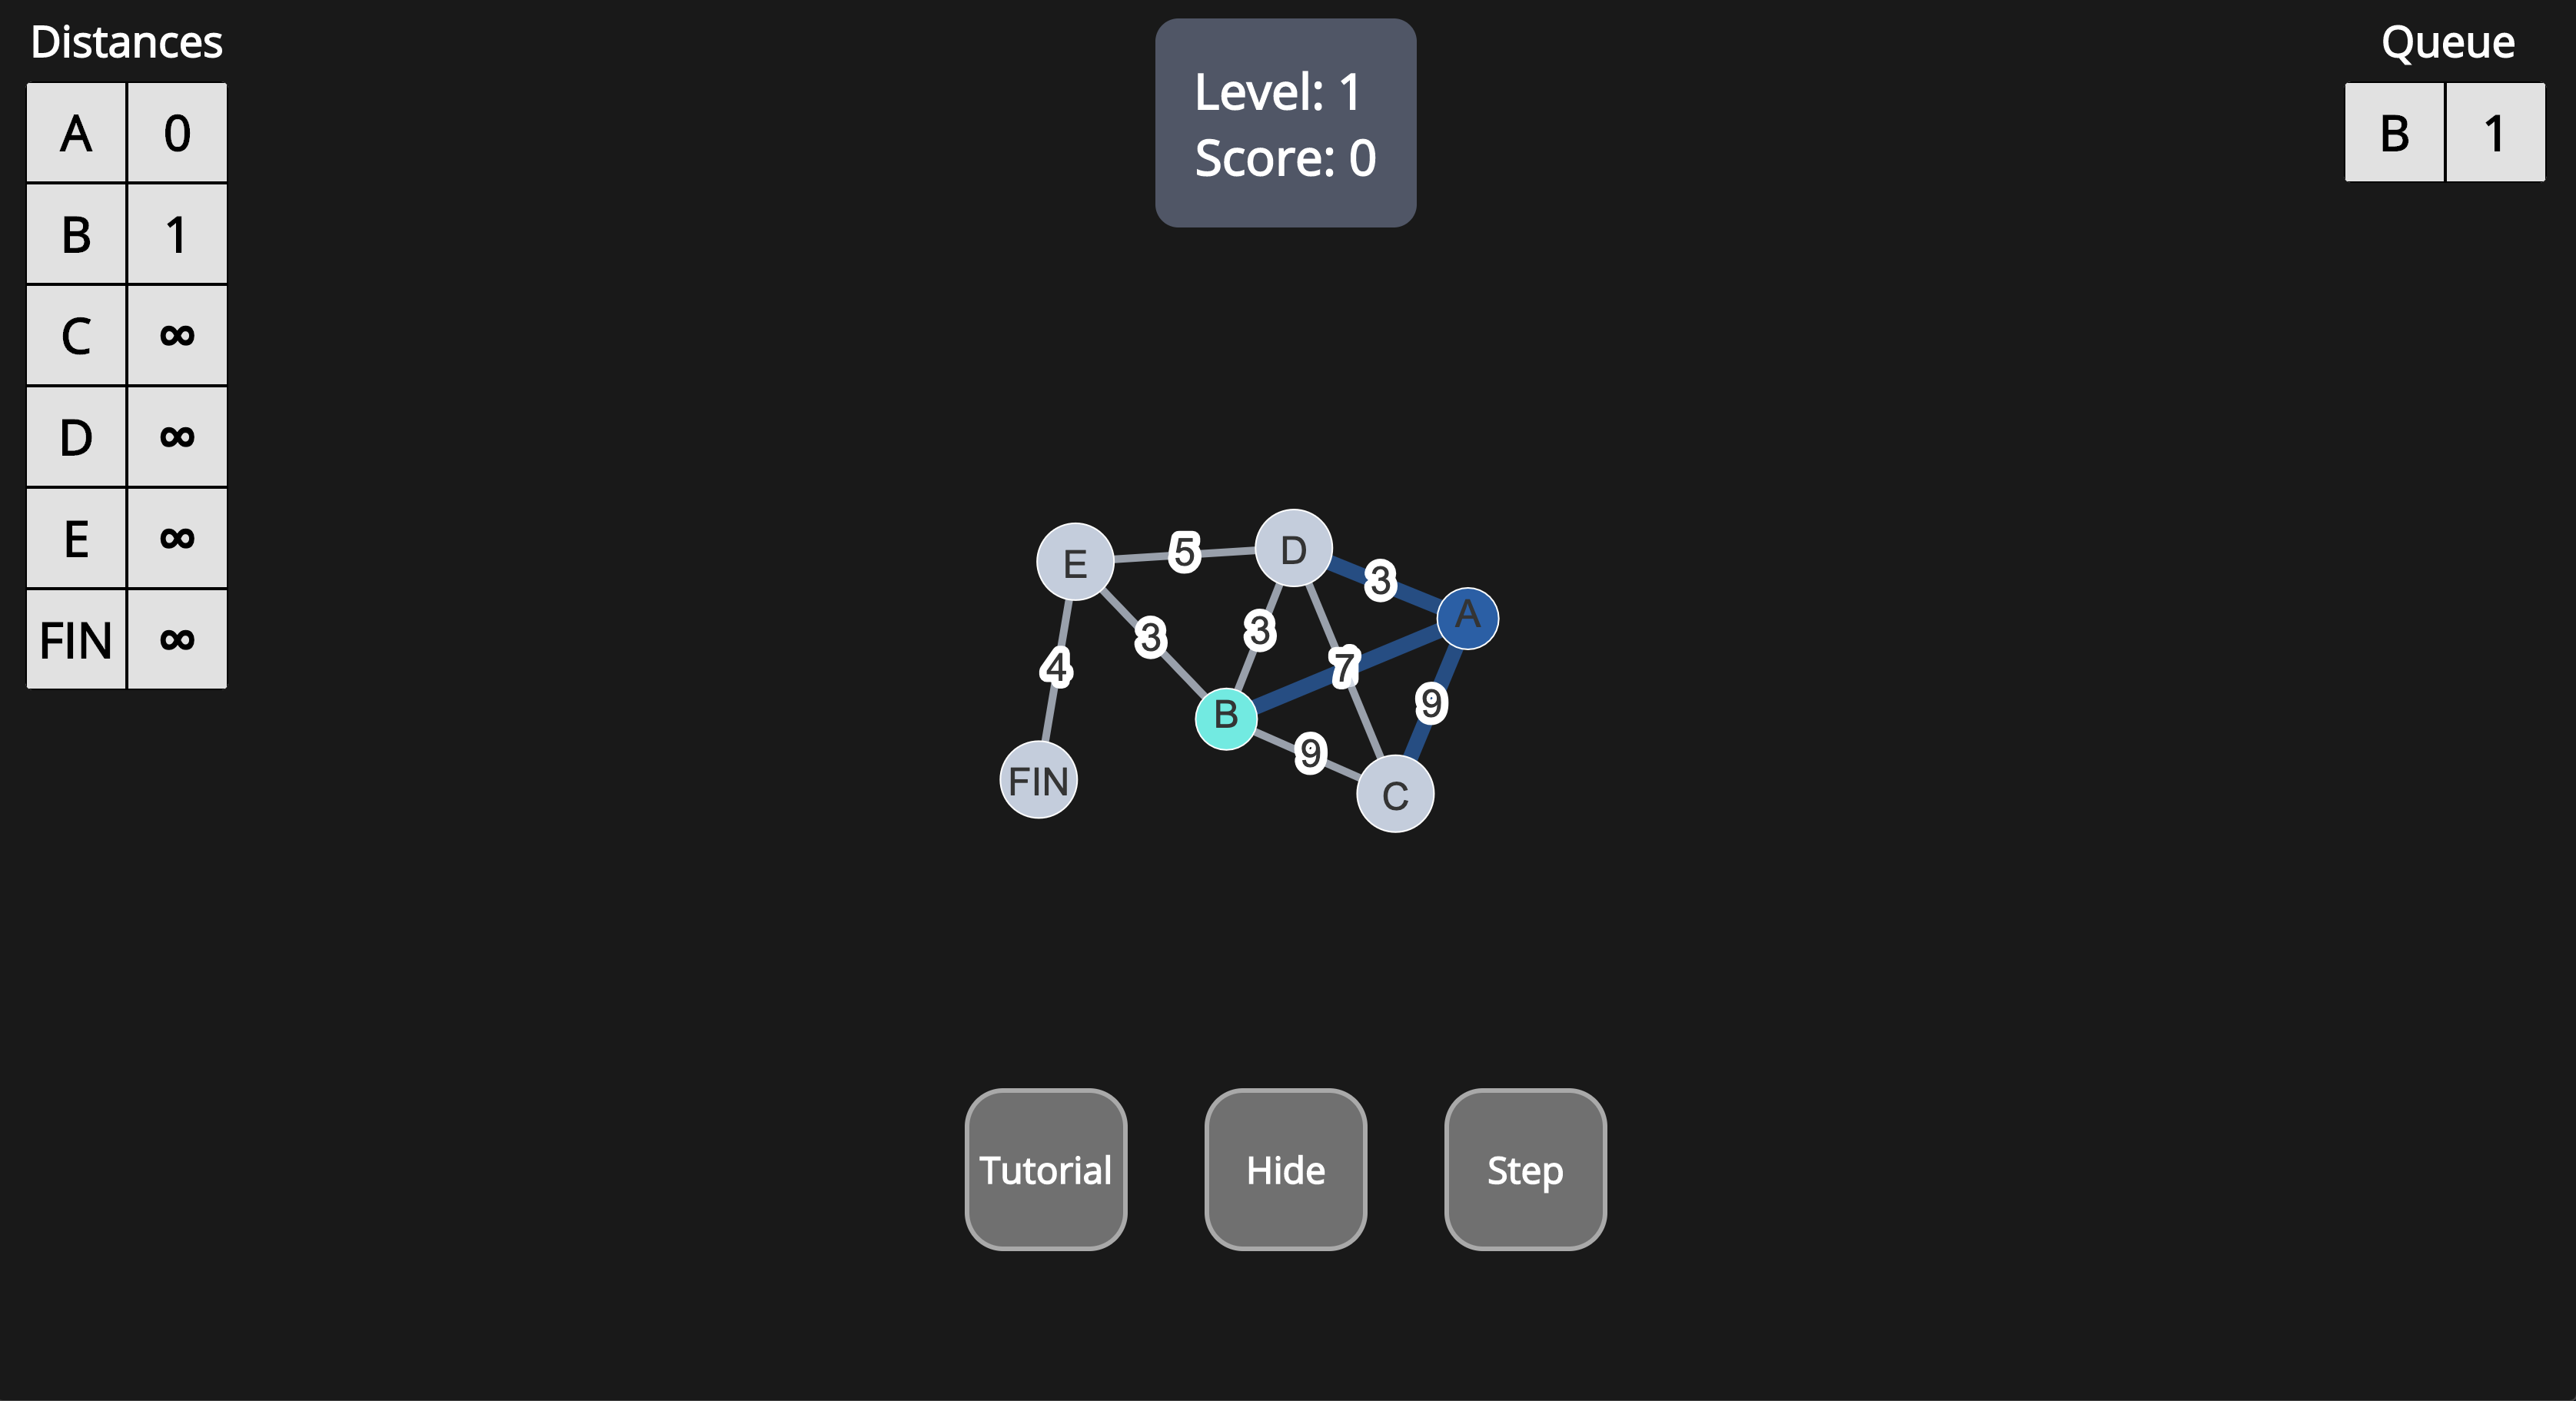 Distances
A 0
B 1
C ∞
D ∞
E ∞
FIN ∞
Level: 1
Score: 0
Queue
B 1
E
5
D
3
A
3
3
4
7
9
B
9
FIN
C
Tutorial
Hide
Step